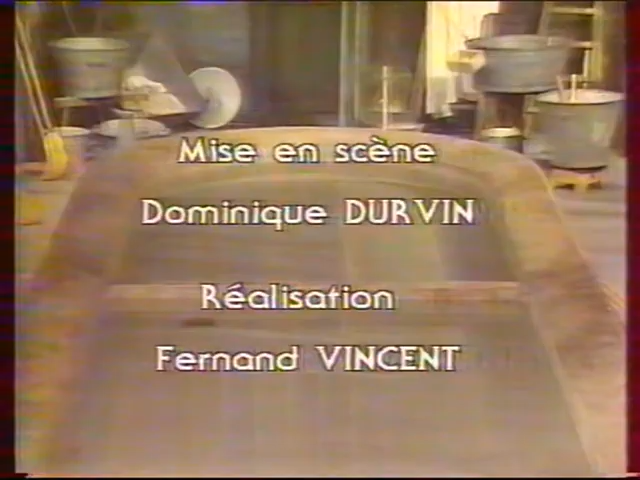 Mise en scène
Dominique DURVIN
Réalisation
Fernand VINCENT